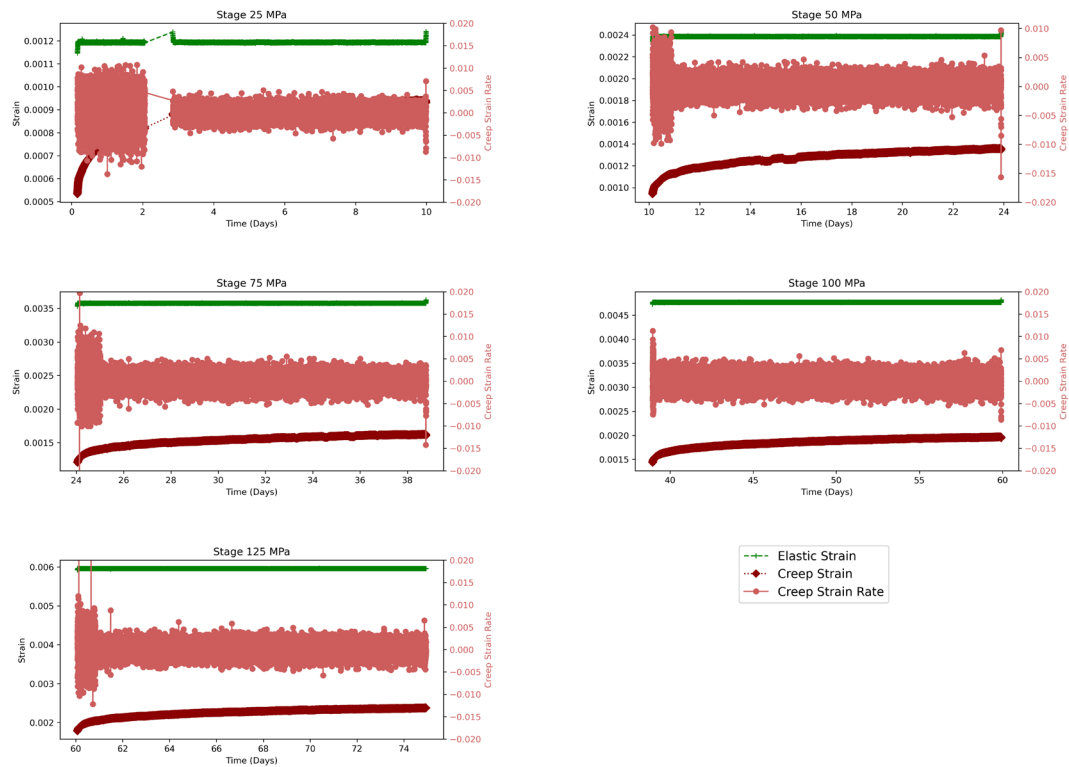 Stage 25 MPa
Strain
0.0012
0.0011
0.0010
0.0009
0.0008
0.0007
0.0006
0.0005
0.020
0.015
0.010
0.005
0.000
−0.005
−0.010
−0.015
−0.020
Creep Strain Rate
0 2 4 6 8 10
Time (Days)
Stage 50 MPa
Strain
0.0024
0.0022
0.0020
0.0018
0.0016
0.0014
0.0012
0.0010
0.010
0.005
0.000
−0.005
−0.010
−0.015
−0.020
Creep Strain Rate
10 12 14 16 18 20 22 24
Time (Days)
Stage 75 MPa
Strain
0.0035
0.0030
0.0025
0.0020
0.0015
0.020
0.015
0.010
0.005
0.000
−0.005
−0.010
−0.015
−0.020
Creep Strain Rate
24 26 28 30 32 34 36 38
Time (Days)
Stage 100 MPa
Strain
0.0045
0.0040
0.0035
0.0030
0.0025
0.0020
0.0015
0.020
0.015
0.010
0.005
0.000
−0.005
−0.010
−0.015
−0.020
Creep Strain Rate
40 45 50 55 60
Time (Days)
Stage 125 MPa
Strain
0.006
0.005
0.004
0.003
0.002
0.020
0.015
0.010
0.005
0.000
−0.005
−0.010
−0.015
−0.020
Creep Strain Rate
60 62 64 66 68 70 72 74
Time (Days)
Elastic Strain
Creep Strain
Creep Strain Rate